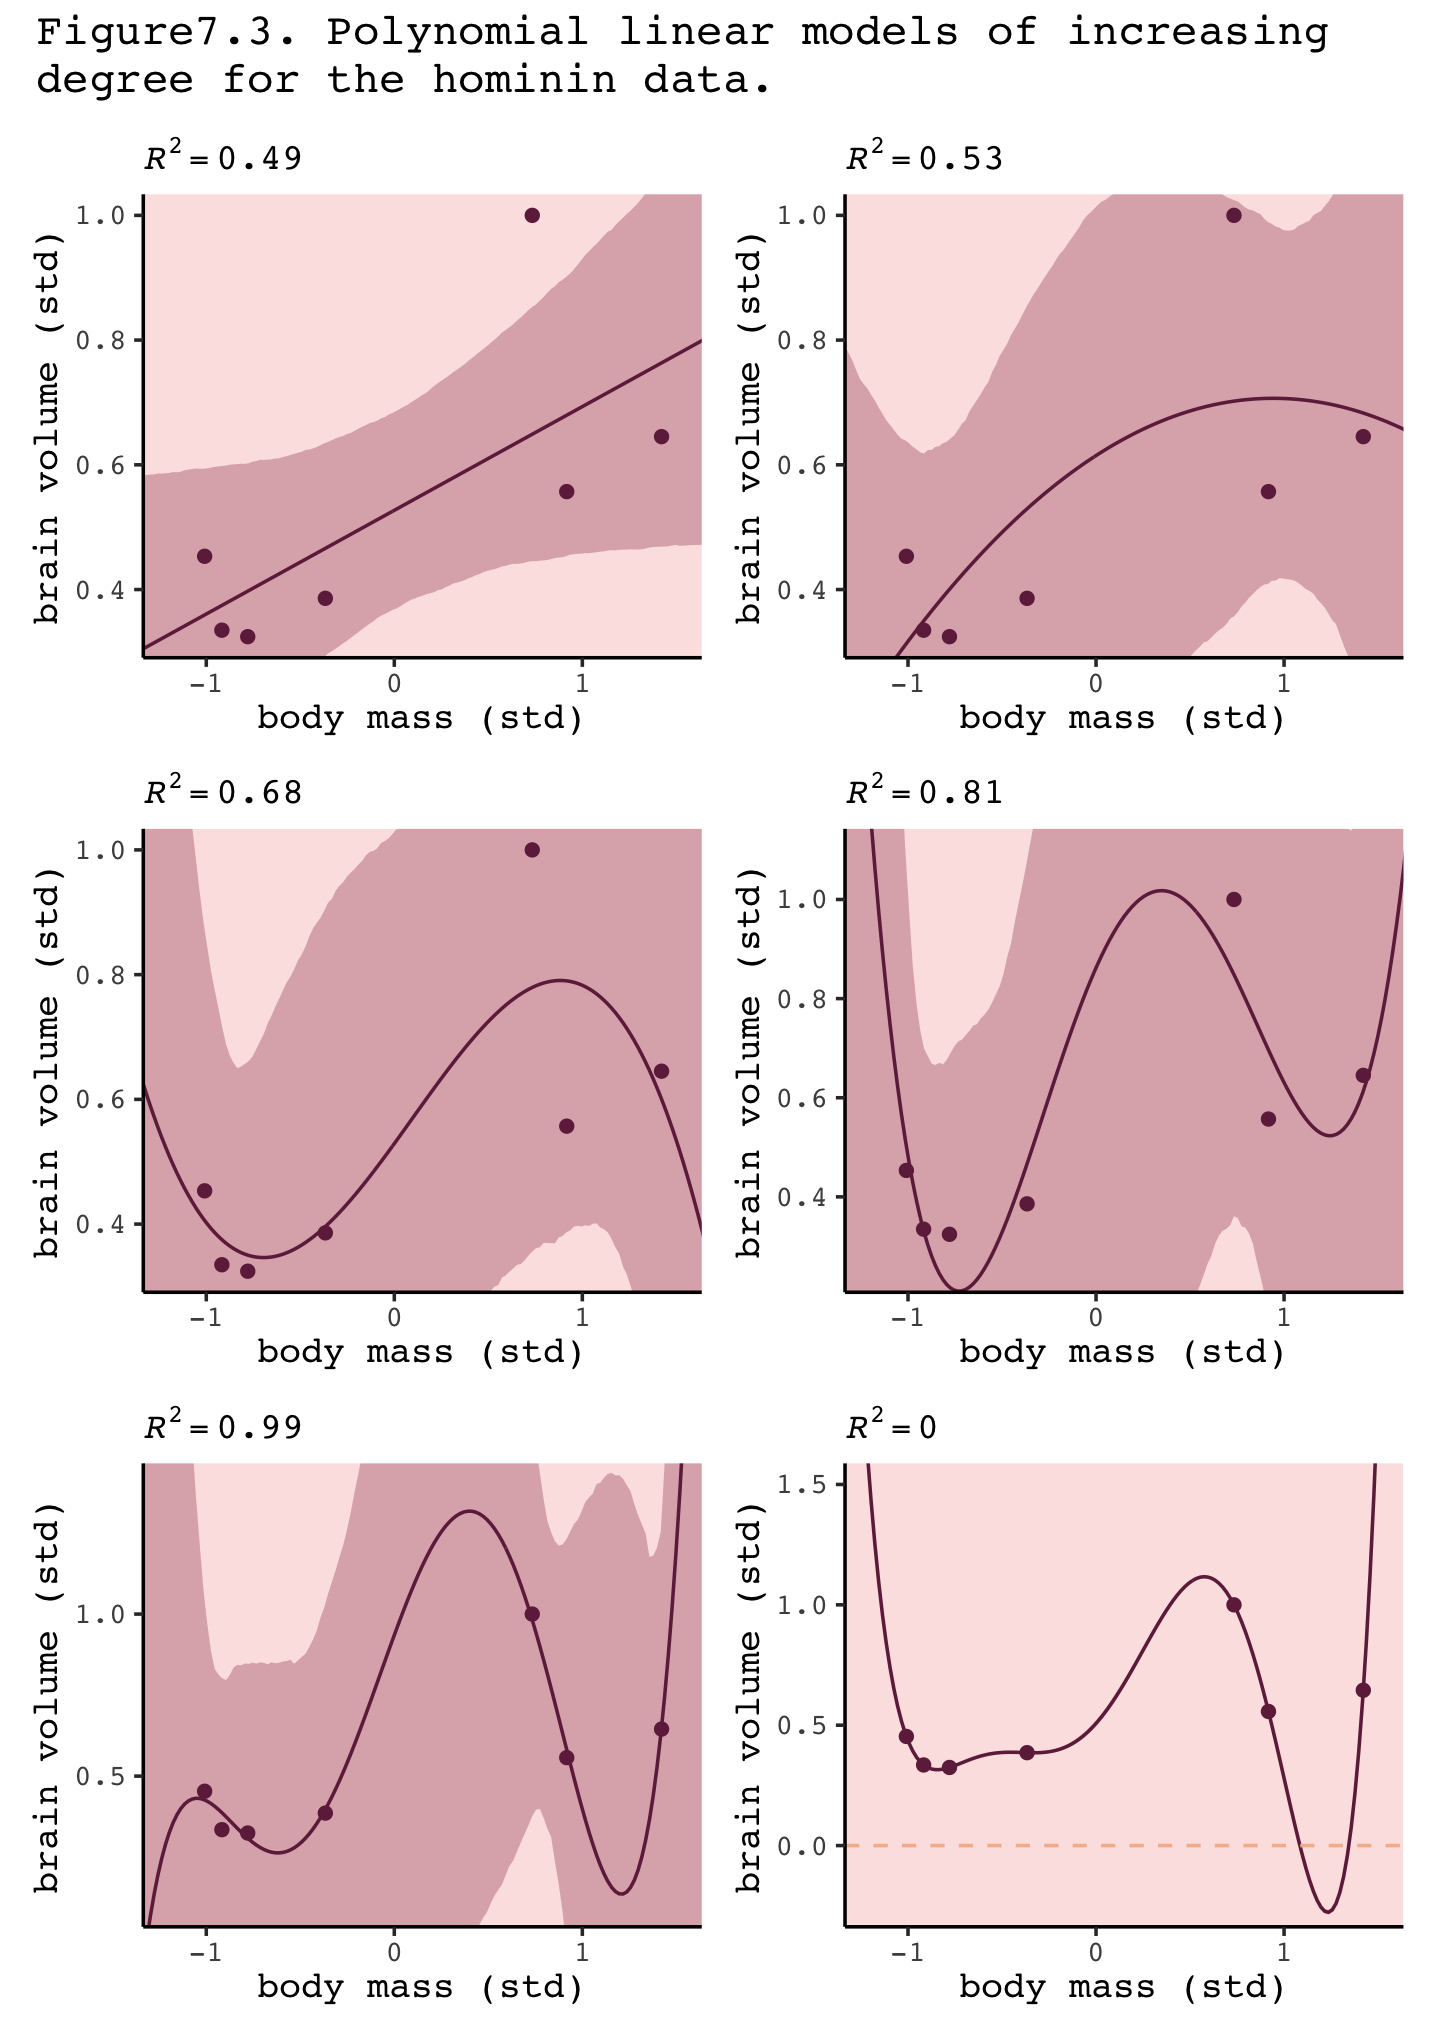 Figure7.3. Polynomial linear models of increasing
degree for the hominin data.
R² = 0.49
1.0
0.8
0.6
0.4
brain volume (std)
−1 0 1
body mass (std)
R² = 0.53
1.0
0.8
0.6
0.4
brain volume (std)
−1 0 1
body mass (std)
R² = 0.68
1.0
0.8
0.6
0.4
brain volume (std)
−1 0 1
body mass (std)
R² = 0.81
1.0
0.8
0.6
0.4
brain volume (std)
−1 0 1
body mass (std)
R² = 0.99
1.0
0.5
brain volume (std)
−1 0 1
body mass (std)
R² = 0
1.5
1.0
0.5
0.0
brain volume (std)
−1 0 1
body mass (std)